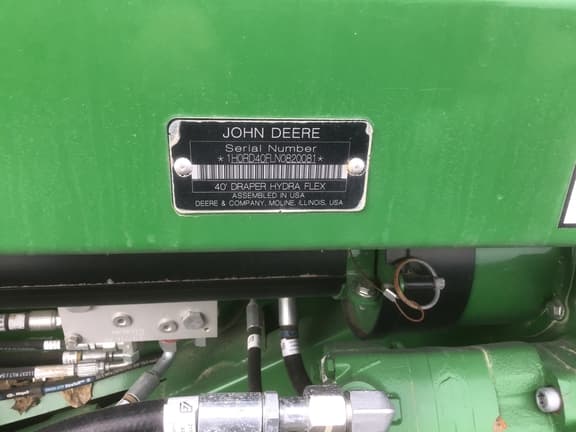 JOHN DEERE
Serial Number
*1H0RD40FLN0820081*
40' DRAPER HYDRA FLEX
ASSEMBLED IN USA
DEERE & COMPANY, MOLINE, ILLINOIS, USA